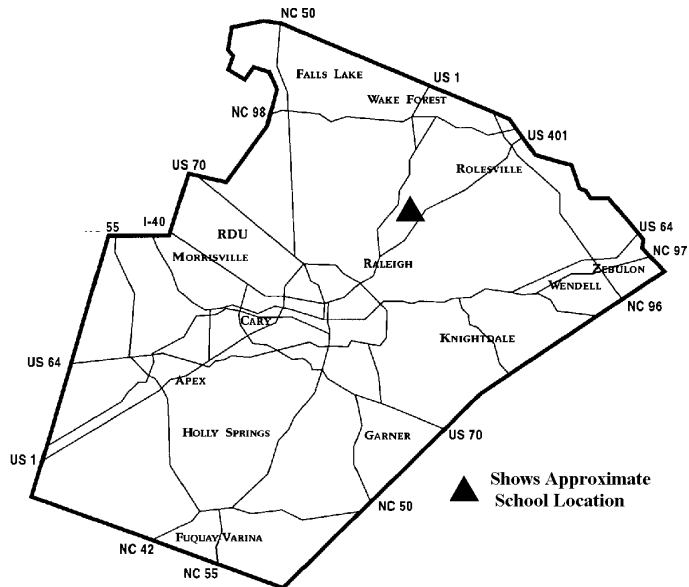 NC 50
FALLS LAKE
US 1
WAKE FOREST
NC 98
US 401
ROLESVILLE
US 70
55
I-40
RDU
US 64
MORRISVILLE
RALEIGH
NC 97
ZEBULON
WENDELL
NC 96
CARY
KNIGHTDALE
US 64
APEX
HOLLY SPRINGS
GARNER
US 70
US 1
Shows Approximate
School Location
NC 50
FUQUAY VARINA
NC 42
NC 55